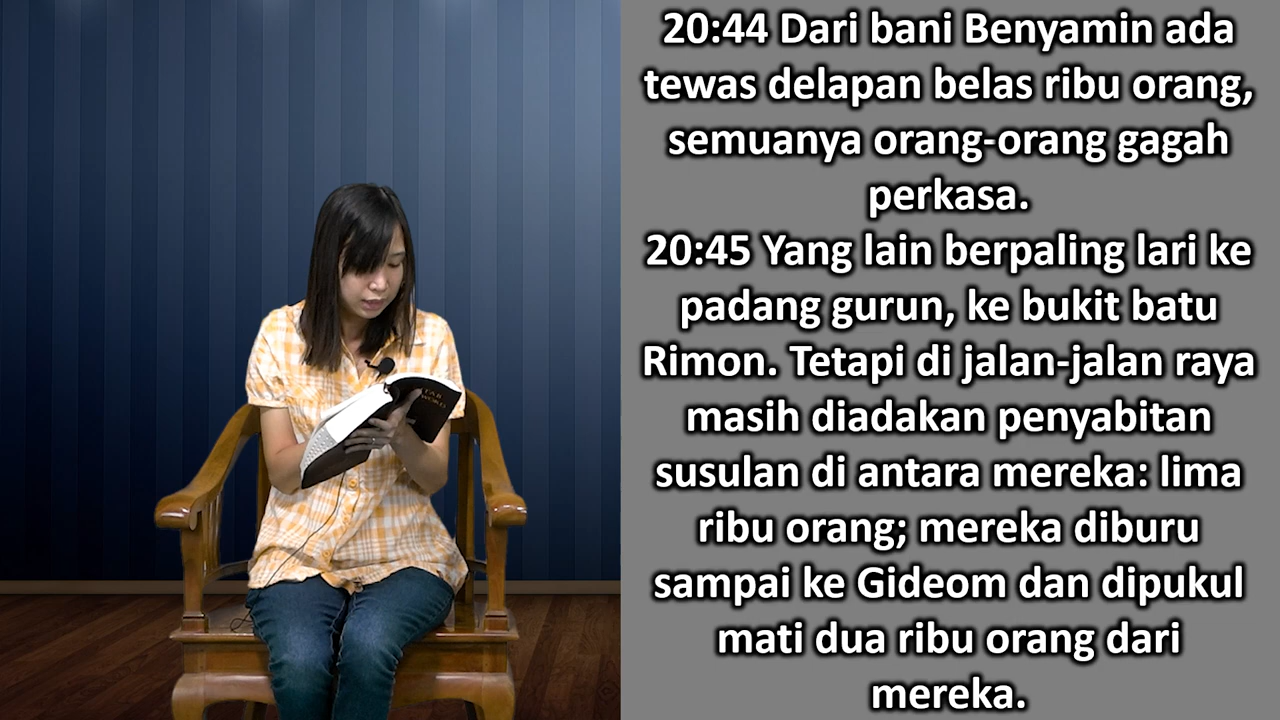 20:44 Dari bani Benyamin ada
tewas delapan belas ribu orang,
semuanya orang-orang gagah
perkasa.
20:45 Yang lain berpaling lari ke
padang gurun, ke bukit batu
Rimon. Tetapi di jalan-jalan raya
masih diadakan penyabitan
susulan di antara mereka: lima
ribu orang; mereka diburu
sampai ke Gideom dan dipukul
mati dua ribu orang dari
mereka.